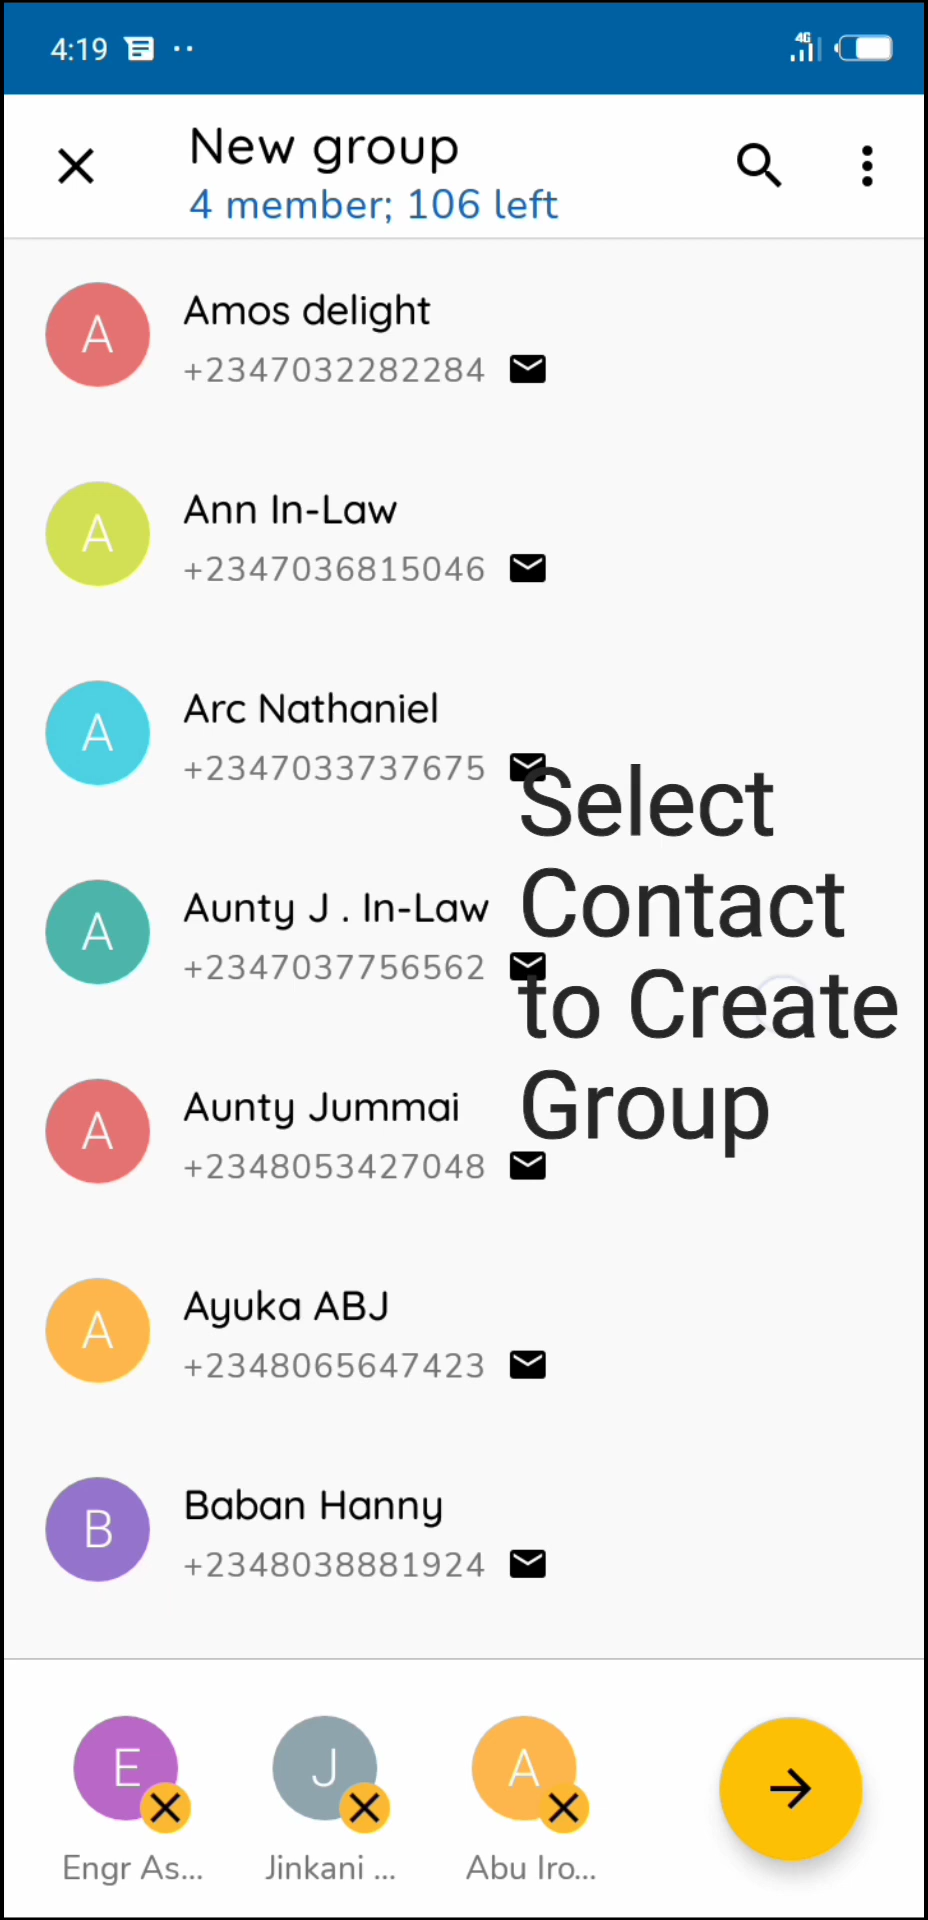 4:19
4G
New group
4 member; 106 left
A
Amos delight
+2347032282284
A
Ann In-Law
+2347036815046
A
Arc Nathaniel
+2347033737675
Select
Contact
to Create
Group
A
Aunty J . In-Law
+2347037756562
A
Aunty Jummai
+2348053427048
A
Ayuka ABJ
+2348065647423
B
Baban Hanny
+2348038881924
E
J
A
Engr As...
Jinkani ...
Abu Iro...